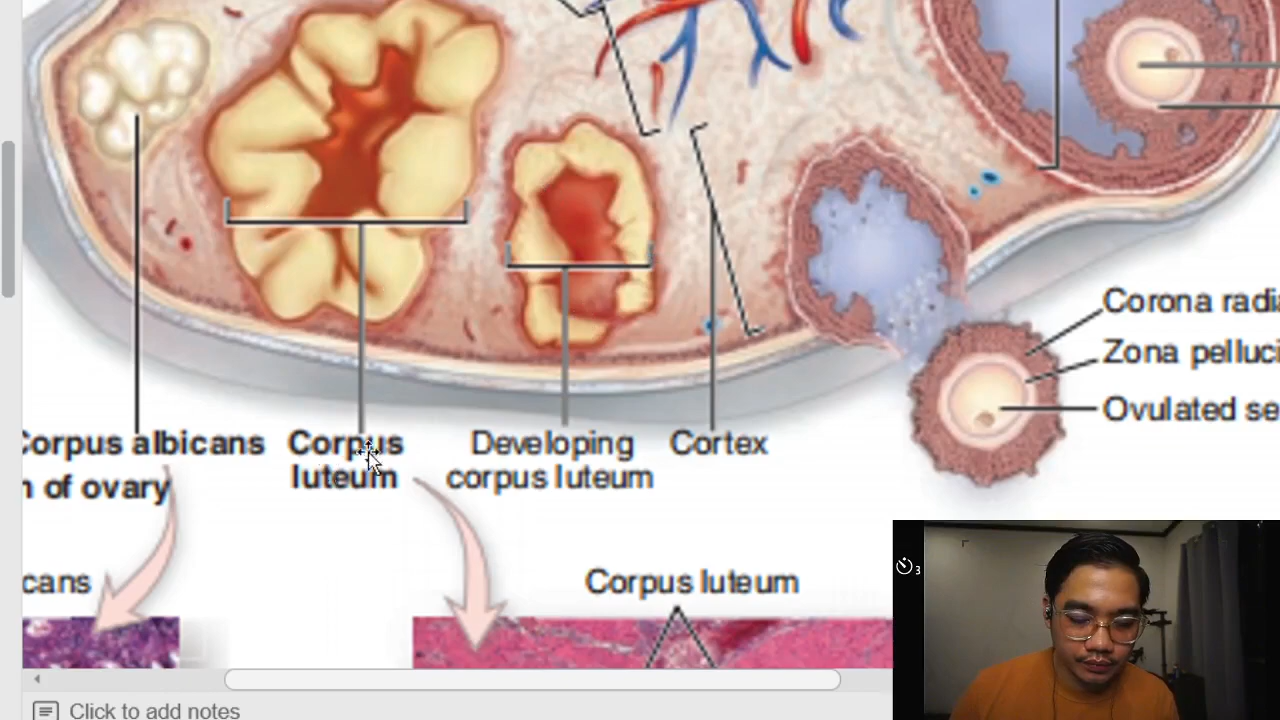 Corona radi
Zona pelluci
Ovulated se
Corpus albicans
n of ovary
Corpus
luteum
Developing
corpus luteum
Cortex
cans
Corpus luteum
3
Click to add notes